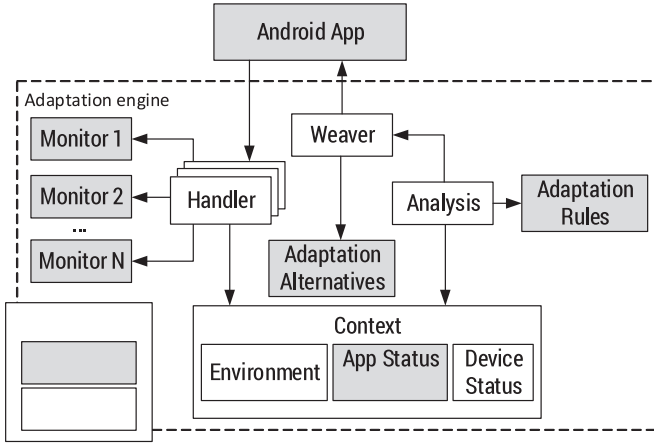 Android App
Adaptation engine
Monitor 1
Weaver
Monitor 2
Handler
Analysis
Adaptation
Rules
...
Monitor N
Adaptation
Alternatives
Context
Environment
App Status
Device
Status